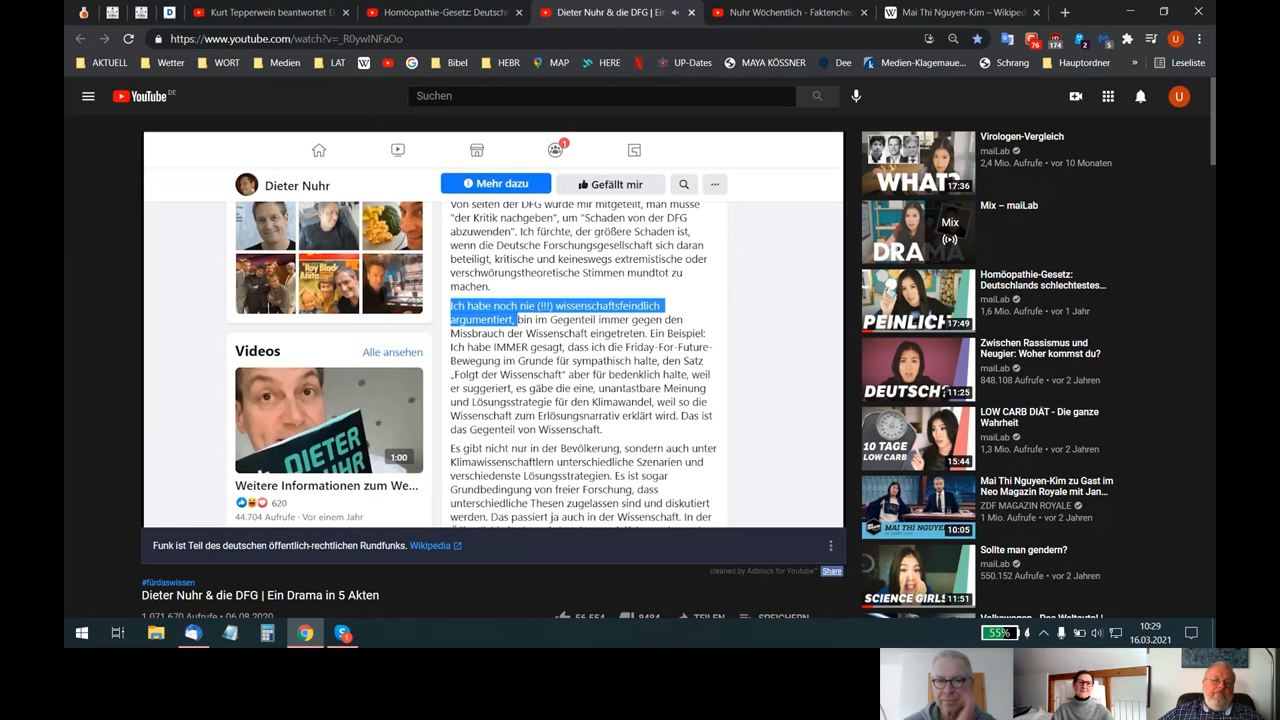 Kurt Tepperwein beantwortet E
Homöopathie-Gesetz: Deutschl
Dieter Nuhr & die DFG | Ein
Nuhr Wöchentlich - Faktenchec
Mai Thi Nguyen-Kim – Wikiped
https://www.youtube.com/watch?v=_R0ywINFaOo
AKTUELL
Wetter
WORT
Medien
LAT
Bibel
HEBR
MAP
HERE
UP-Dates
MAYA KÖSSNER
Dee
Medien-Klagemaue...
Schrang
Hauptordner
Leseliste
YouTube DE
Suchen
Dieter Nuhr
Mehr dazu
Gefällt mir
Von seiten der DFG wurde mir mitgeteilt, man müsse
"der Kritik nachgeben", um "Schaden von der DFG
abzuwenden". Ich fürchte, der größere Schaden ist,
wenn die Deutsche Forschungsgesellschaft sich daran
beteiligt, kritische und keineswegs extremistische oder
verschwörungstheoretische Stimmen mundtot zu
machen.
Ich habe noch nie (!!!) wissenschaftsfeindlich
argumentiert, bin im Gegenteil immer gegen den
Missbrauch der Wissenschaft eingetreten. Ein Beispiel:
Ich habe IMMER gesagt, dass ich die Friday-For-Future-
Bewegung im Grunde für sympathisch halte, den Satz
„Folgt der Wissenschaft" aber für bedenklich halte, weil
er suggeriert, es gäbe die eine, unantastbare Meinung
und Lösungsstrategie für den Klimawandel, weil so die
Wissenschaft zum Erlösungsnarrativ erklärt wird. Das ist
das Gegenteil von Wissenschaft.
Es gibt nicht nur in der Bevölkerung, sondern auch unter
Klimawissenschaftlern unterschiedliche Szenarien und
verschiedenste Lösungsstrategien. Es ist sogar
Grundbedingung von freier Forschung, dass
unterschiedliche Thesen zugelassen sind und diskutiert
werden. Das passiert ja auch in der Wissenschaft. In der
Videos
Alle ansehen
DIETER
1:00
Weitere Informationen zum We...
620
44.704 Aufrufe · Vor einem Jahr
Funk ist Teil des deutschen öffentlich-rechtlichen Rundfunks. Wikipedia
cleaned by Adblock for Youtube™ Share
#fürdaswissen
Dieter Nuhr & die DFG | Ein Drama in 5 Akten
1.071.670 Aufrufe · 06.08.2020
TEILEN
SPEICHERN
WHAT?
17:36
Virologen-Vergleich
maiLab
2,4 Mio. Aufrufe • vor 10 Monaten
DRAMA
Mix
Mix – maiLab
PEINLICH
17:49
Homöopathie-Gesetz:
Deutschlands schlechtestes...
maiLab
1,6 Mio. Aufrufe • vor 1 Jahr
DEUTSCH?
11:25
Zwischen Rassismus und
Neugier: Woher kommst du?
maiLab
848.108 Aufrufe • vor 2 Jahren
10 TAGE
LOW CARB
15:44
LOW CARB DIÄT - Die ganze
Wahrheit
maiLab
1,3 Mio. Aufrufe • vor 2 Jahren
MAI THI NGUYEN
10:05
Mai Thi Nguyen-Kim zu Gast im
Neo Magazin Royale mit Jan...
ZDF MAGAZIN ROYALE
1 Mio. Aufrufe • vor 2 Jahren
SCIENCE GIRLS
11:51
Sollte man gendern?
maiLab
550.152 Aufrufe • vor 2 Jahren
55%
10:29
16.03.2021